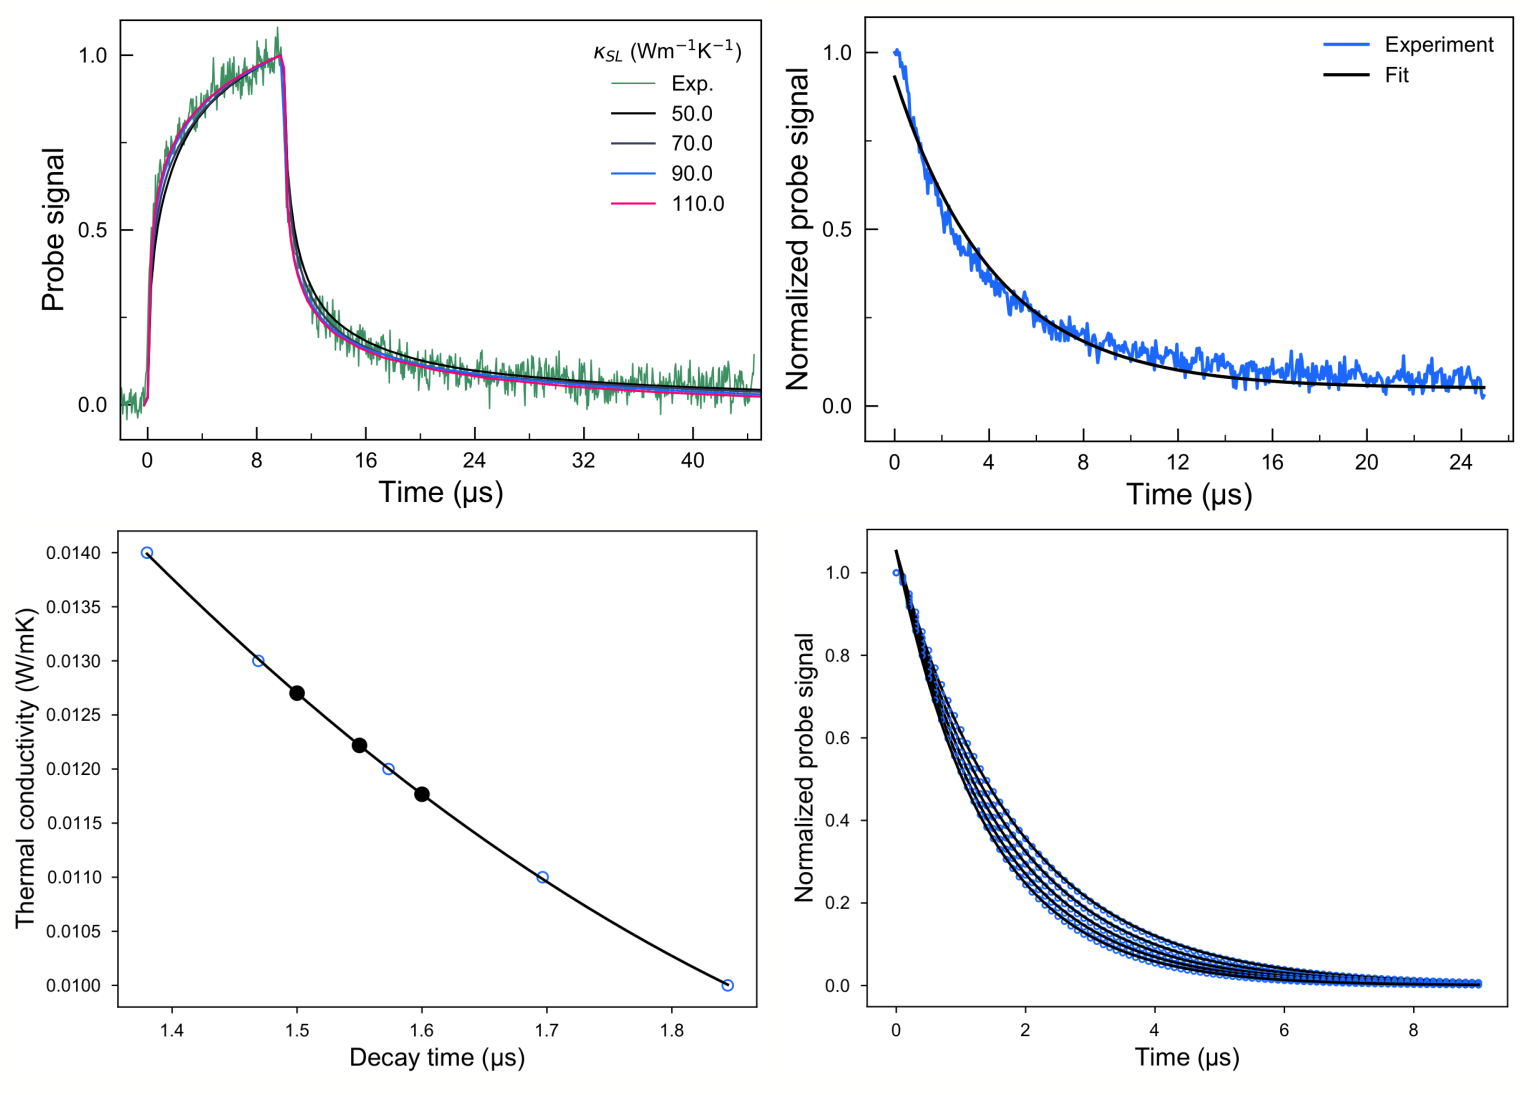 κSL (Wm⁻¹K⁻¹)
Exp.
50.0
70.0
90.0
110.0
1.0
0.5
0.0
Probe signal
0 8 16 24 32 40
Time (μs)
Experiment
Fit
1.0
0.5
0.0
Normalized probe signal
0 4 8 12 16 20 24
Time (μs)
0.0140
0.0135
0.0130
0.0125
0.0120
0.0115
0.0110
0.0105
0.0100
Thermal conductivity (W/mK)
1.4 1.5 1.6 1.7 1.8
Decay time (μs)
1.0
0.8
0.6
0.4
0.2
0.0
Normalized probe signal
0 2 4 6 8
Time (μs)